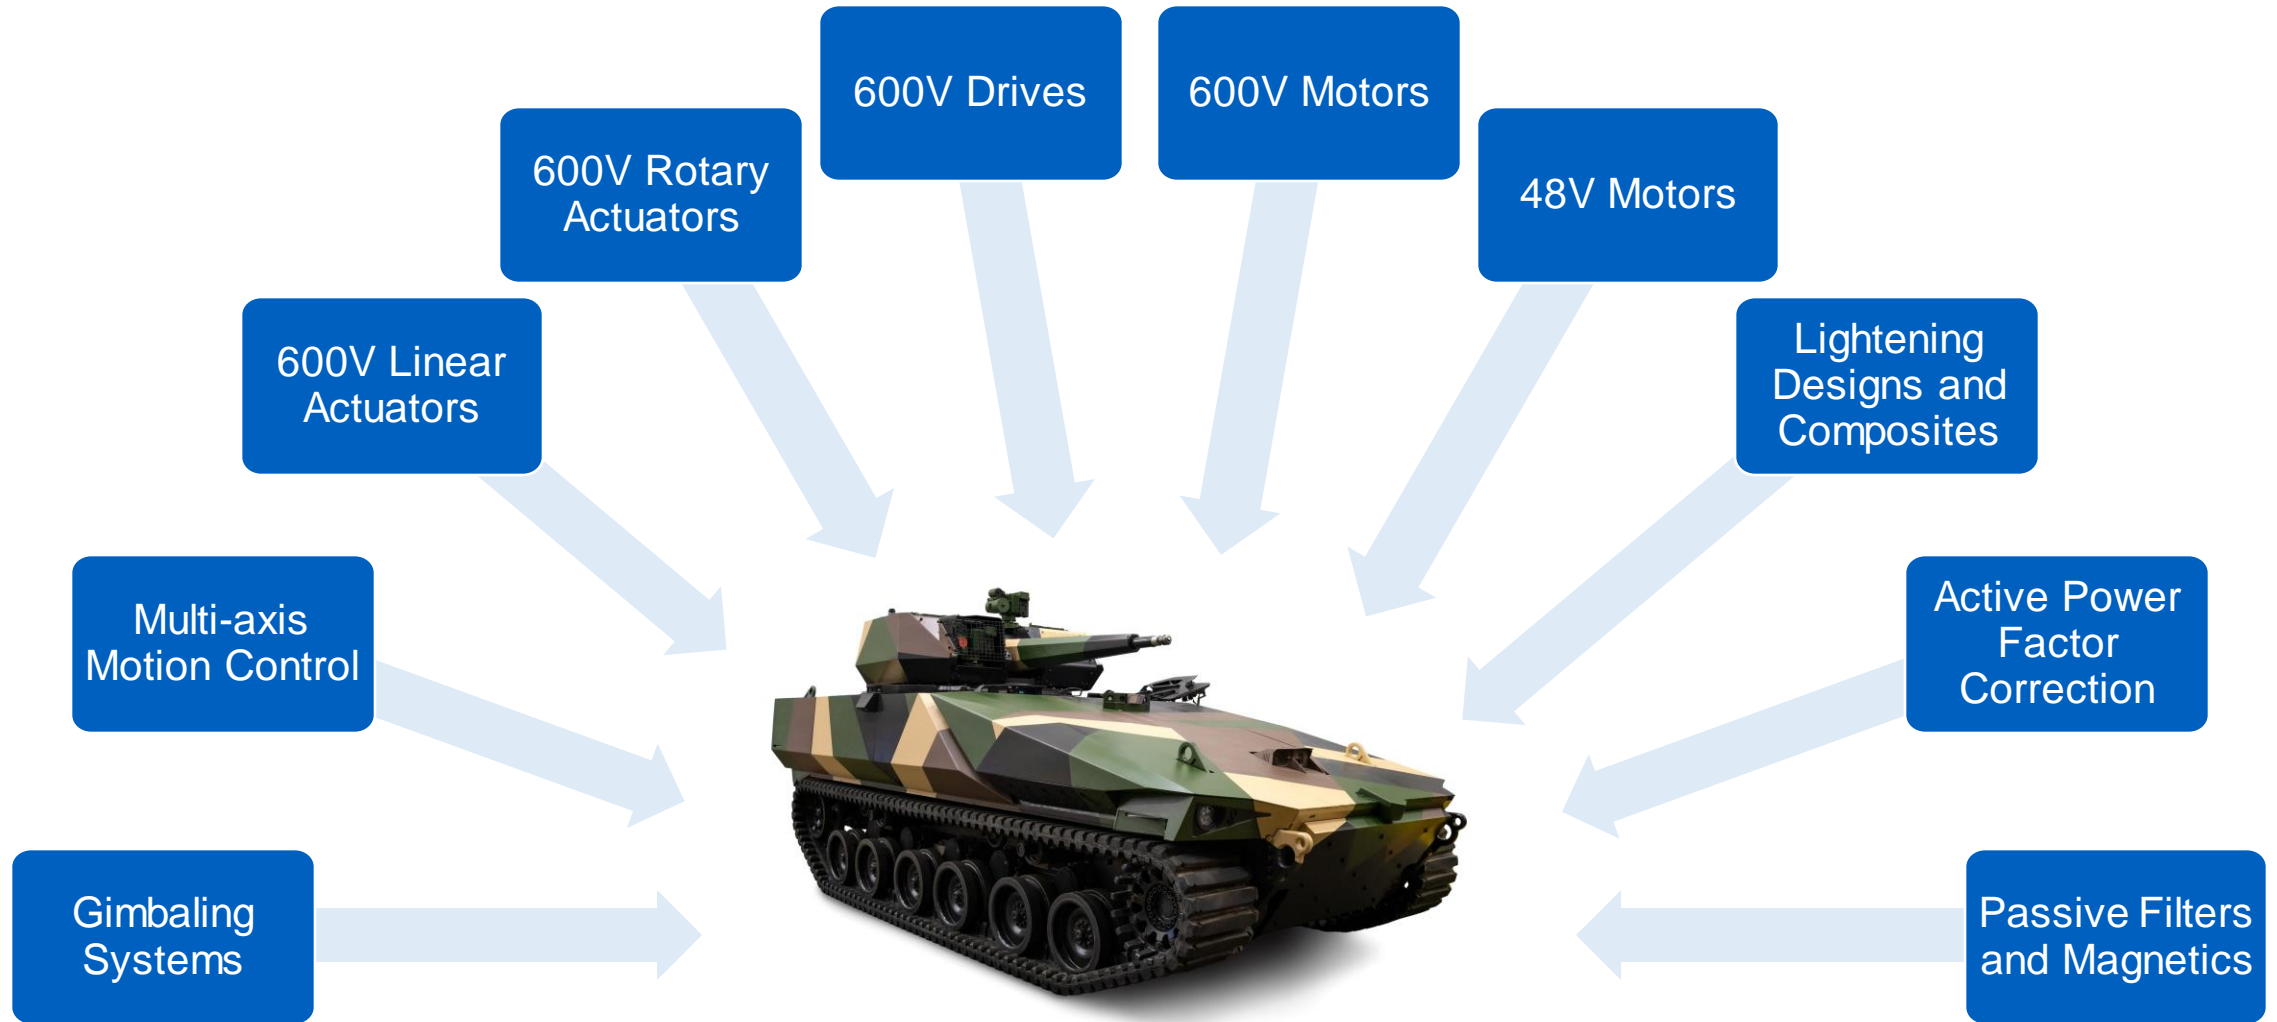 600V Drives
600V Motors
600V Rotary
Actuators
48V Motors
600V Linear
Actuators
Lightening
Designs and
Composites
Multi-axis
Motion Control
Active Power
Factor
Correction
Gimbaling
Systems
Passive Filters
and Magnetics